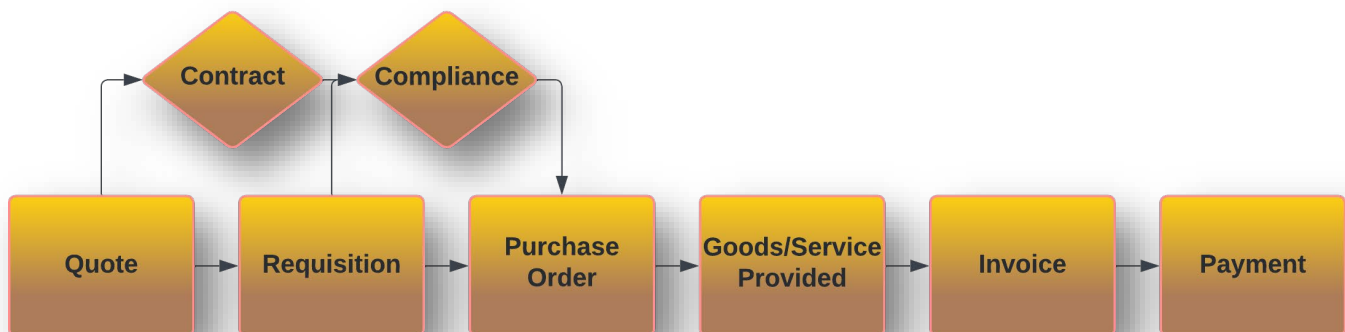 Contract
Compliance
Quote
Requisition
Purchase
Order
Goods/Service
Provided
Invoice
Payment